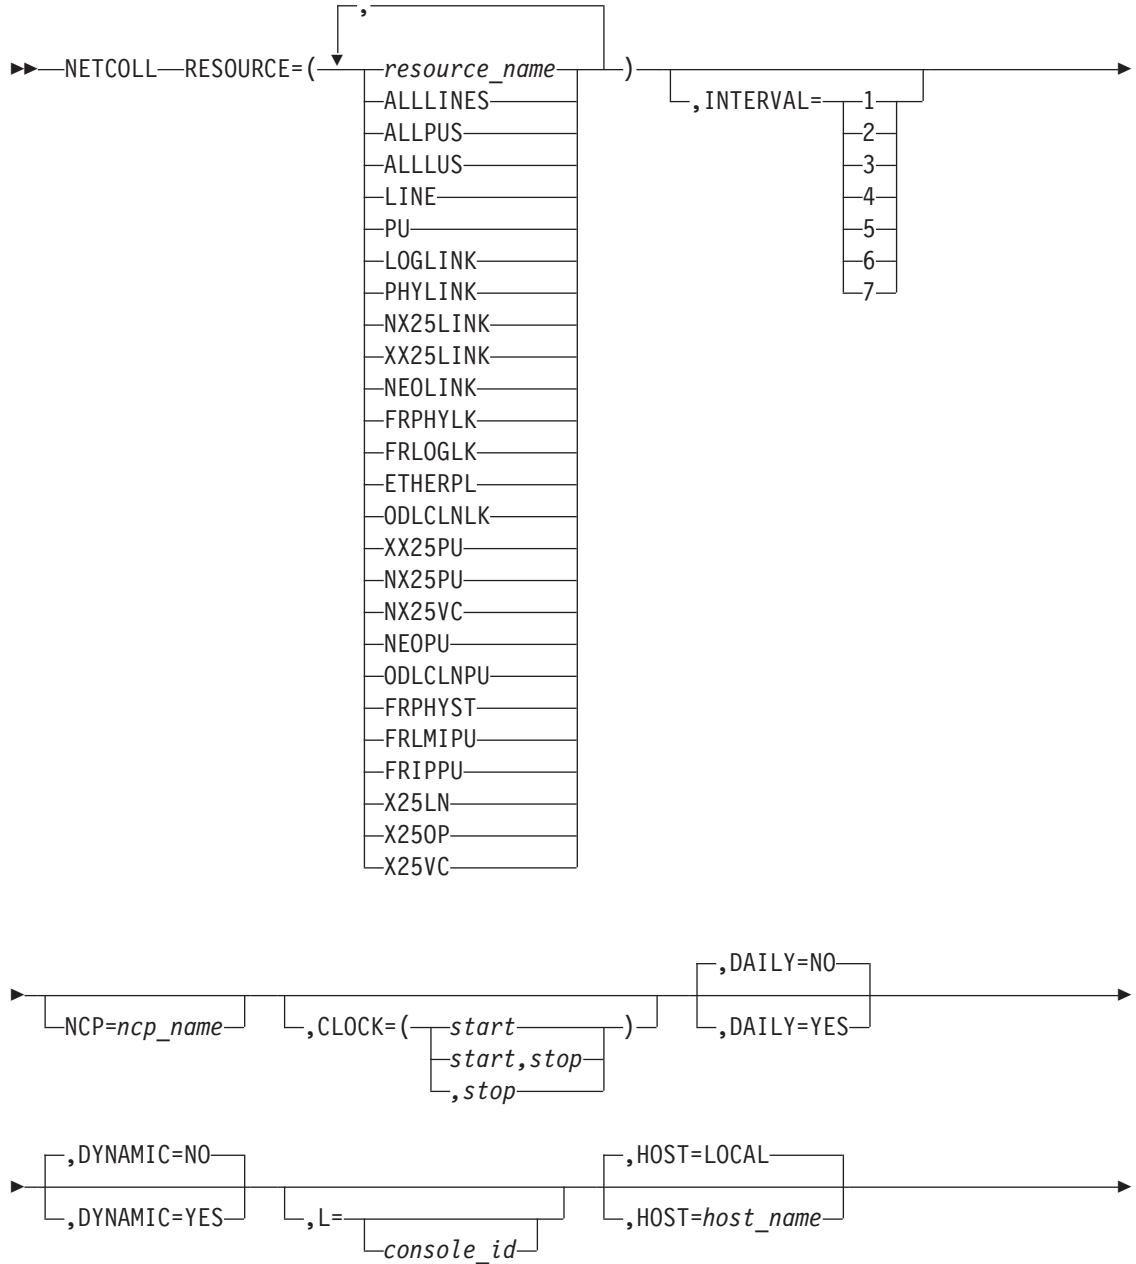 ,
NETCOLL RESOURCE=( resource_name ) ,INTERVAL= 1
ALLLINES 2
ALLPUS 3
ALLLUS 4
LINE 5
PU 6
LOGLINK 7
PHYLINK
NX25LINK
XX25LINK
NEOLINK
FRPHYLK
FRLOGLK
ETHERPL
ODLCLNLK
XX25PU
NX25PU
NX25VC
NEOPU
ODLCLNPU
FRPHYST
FRLMIPU
FRIPPU
X25LN
X25OP
X25VC
,DAILY=NO
NCP=ncp_name ,CLOCK=( start ) ,DAILY=YES
start,stop
,stop
,DYNAMIC=NO ,HOST=LOCAL
,DYNAMIC=YES ,L= ,HOST=host_name
console_id